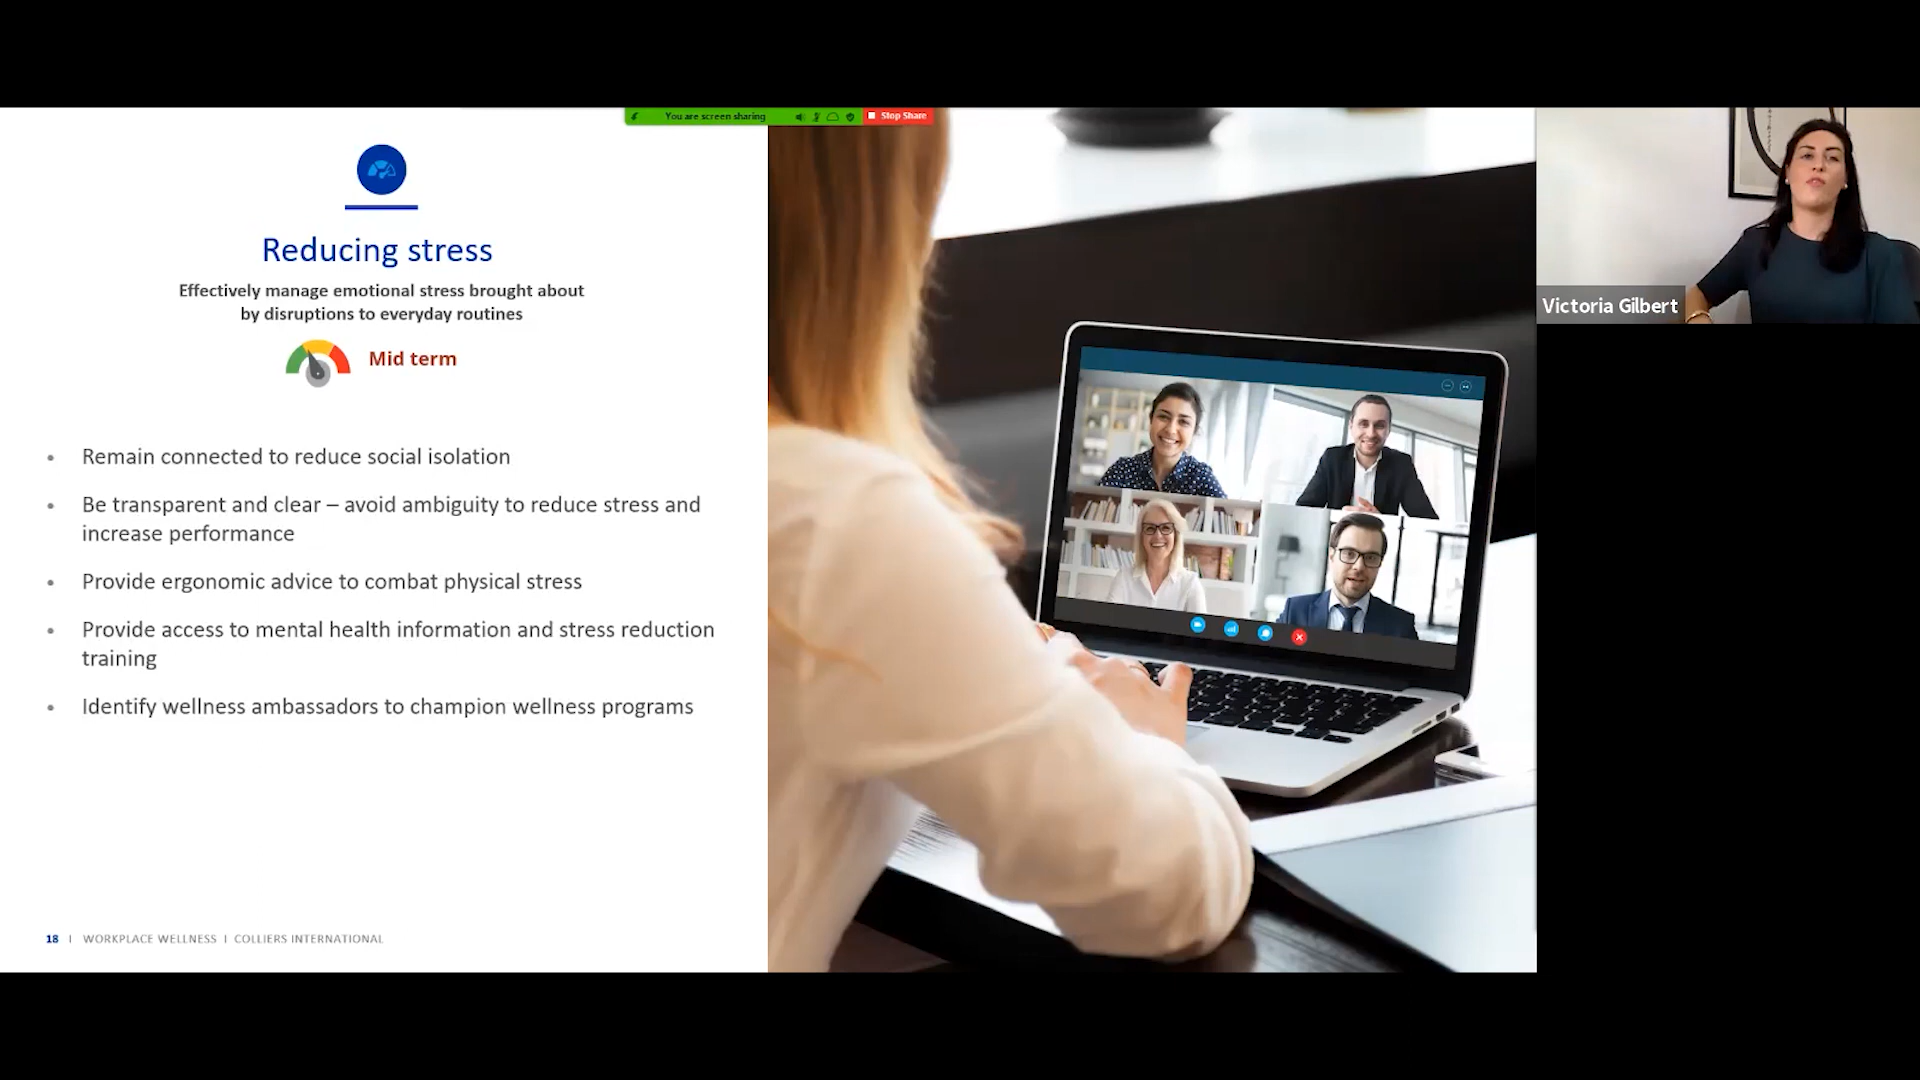 You are screen sharing
Stop Share
Reducing stress
Effectively manage emotional stress brought about
by disruptions to everyday routines
Mid term
• Remain connected to reduce social isolation
• Be transparent and clear – avoid ambiguity to reduce stress and
increase performance
• Provide ergonomic advice to combat physical stress
• Provide access to mental health information and stress reduction
training
• Identify wellness ambassadors to champion wellness programs
18 | WORKPLACE WELLNESS | COLLIERS INTERNATIONAL
Victoria Gilbert